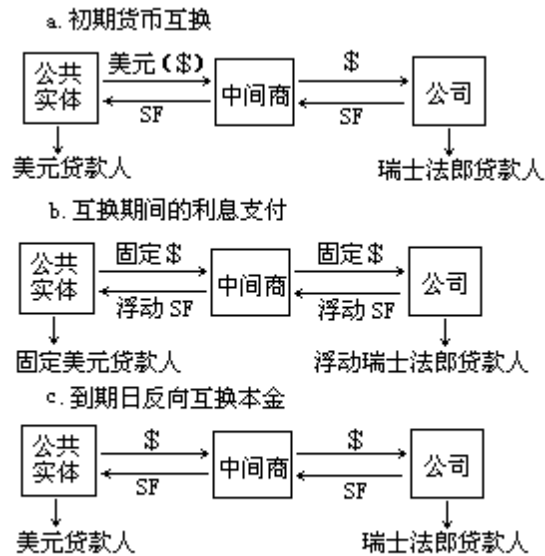 a.初期货币互换
公共 美元($) $
实体 中间商 公司
SF SF
美元贷款人 瑞士法郎贷款人
b.互换期间的利息支付
公共 固定$ 固定$
实体 中间商 公司
浮动SF 浮动SF
固定美元贷款人 浮动瑞士法郎贷款人
c.到期日反向互换本金
公共 $ $
实体 中间商 公司
SF SF
美元贷款人 瑞士法郎贷款人